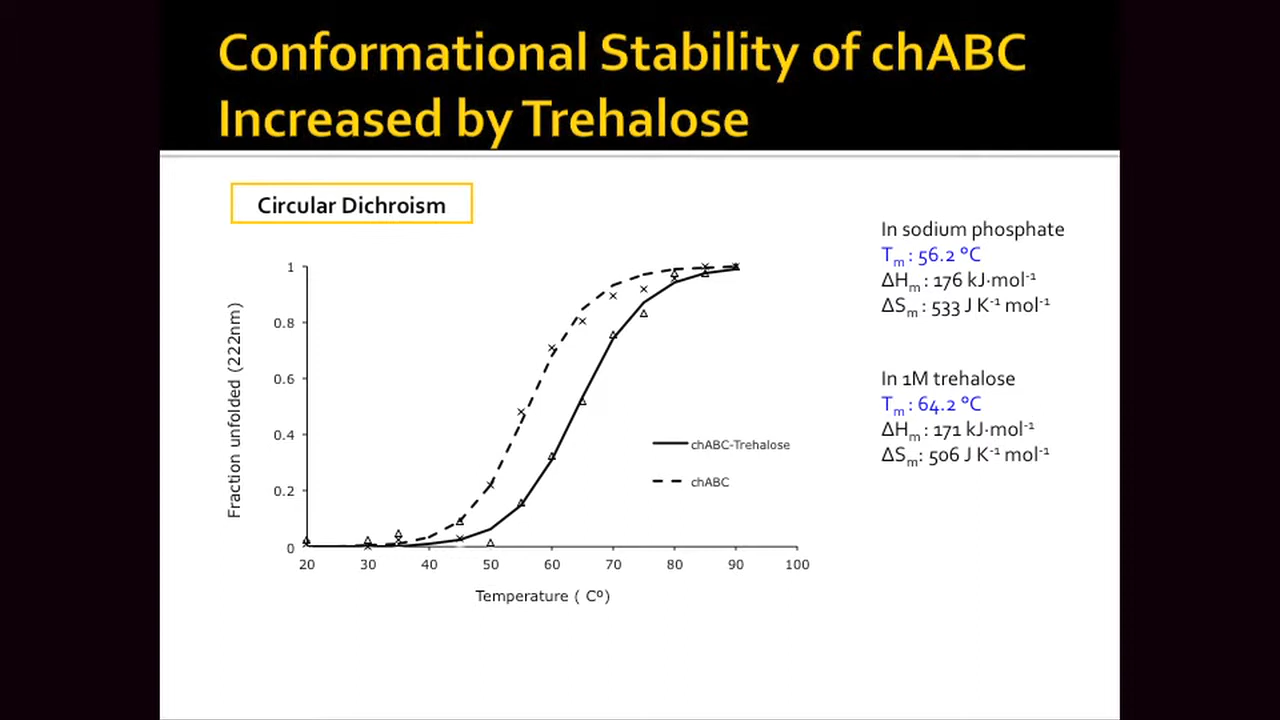 Conformational Stability of chABC
Increased by Trehalose
Circular Dichroism
In sodium phosphate
Tm : 56.2 °C
ΔHm : 176 kJ·mol-1
ΔSm : 533 J K-1 mol-1
In 1M trehalose
Tm : 64.2 °C
ΔHm : 171 kJ·mol-1
ΔSm: 506 J K-1 mol-1
Fraction unfolded (222nm)
1
0.8
0.6
0.4
0.2
0
20 30 40 50 60 70 80 90 100
Temperature ( Cº)
chABC-Trehalose
chABC